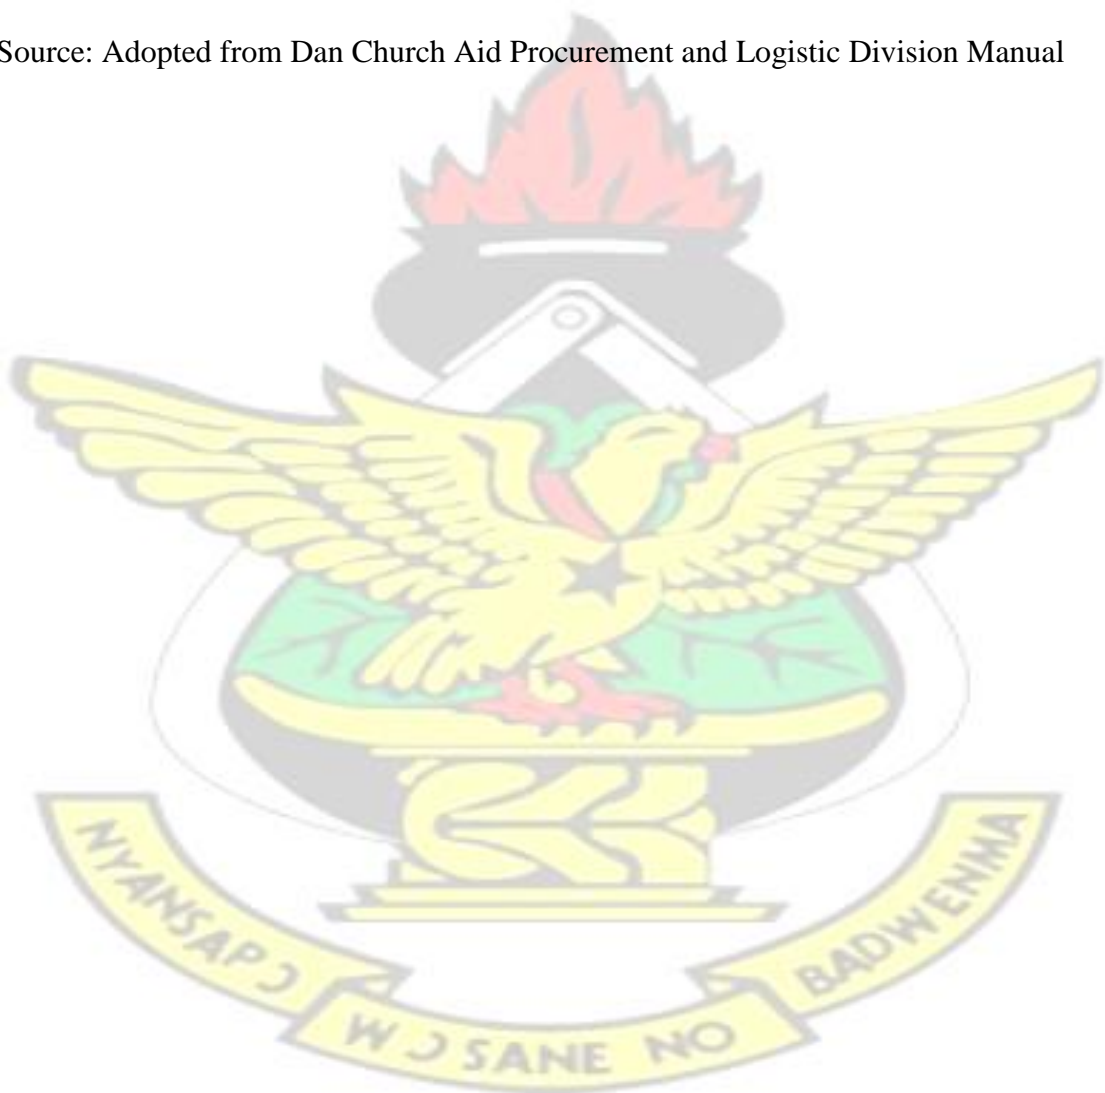 Source: Adopted from Dan Church Aid Procurement and Logistic Division Manual
NYANSAPƆ
WƆSANE NO
BADWENMA